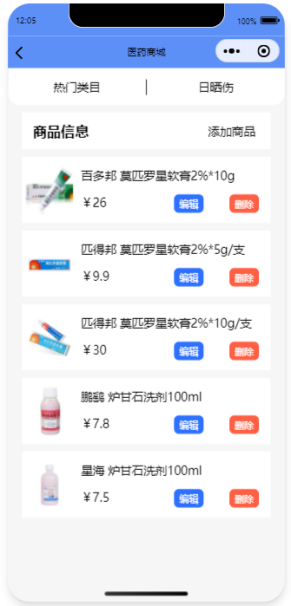 12:05 100%
医药商城
热门类目 日晒伤
商品信息 添加商品
百多邦 莫匹罗星软膏2%*10g
￥26 编辑 删除
匹得邦 莫匹罗星软膏2%*5g/支
￥9.9 编辑 删除
匹得邦 莫匹罗星软膏2%*10g/支
￥30 编辑 删除
鹏鹞 炉甘石洗剂100ml
￥7.8 编辑 删除
星海 炉甘石洗剂100ml
￥7.5 编辑 删除